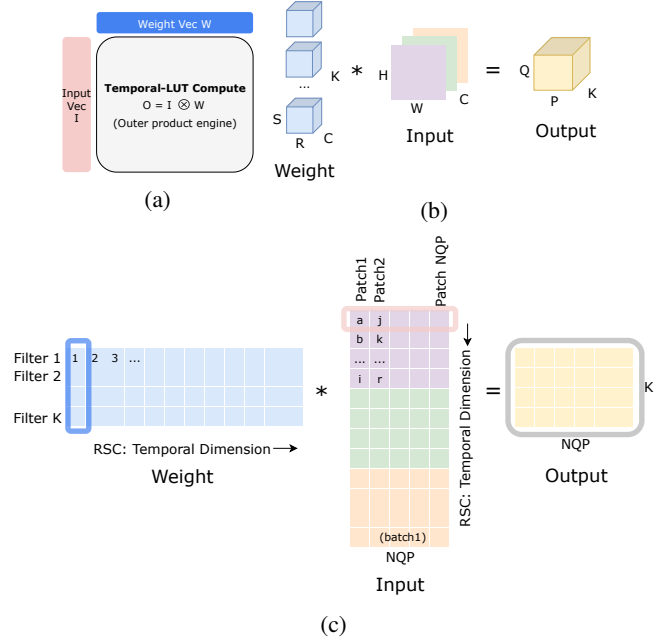 Weight Vec W
Input
Vec
I
Temporal-LUT Compute
O = I ⊗ W
(Outer product engine)
(a)
...
K
S
R
C
Weight
*
H
W
C
Input
=
Q
P
K
Output
(b)
Patch1
Patch2
Patch NQP
Filter 1
Filter 2
Filter K
1 2 3 ...
RSC: Temporal Dimension
Weight
*
a j
b k
... ...
i r
(batch1)
NQP
Input
RSC: Temporal Dimension
=
K
NQP
Output
(c)